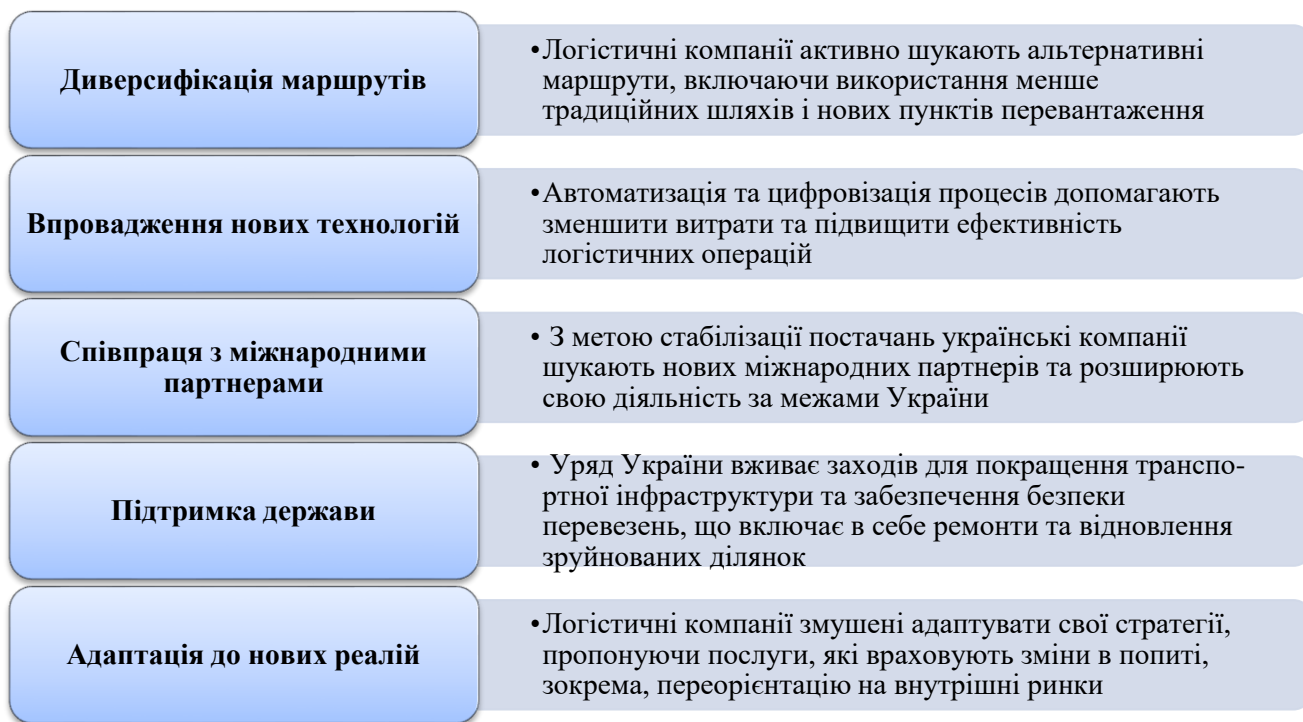 Диверсифікація маршрутів
•Логістичні компанії активно шукають альтернативні
маршрути, включаючи використання менше
традиційних шляхів і нових пунктів перевантаження
Впровадження нових технологій
•Автоматизація та цифровізація процесів допомагають
зменшити витрати та підвищити ефективність
логістичних операцій
Співпраця з міжнародними
партнерами
• З метою стабілізації постачань українські компанії
шукають нових міжнародних партнерів та розширюють
свою діяльність за межами України
Підтримка держави
• Уряд України вживає заходів для покращення транспо-
ртної інфраструктури та забезпечення безпеки
перевезень, що включає в себе ремонти та відновлення
зруйнованих ділянок
Адаптація до нових реалій
•Логістичні компанії змушені адаптувати свої стратегії,
пропонуючи послуги, які враховують зміни в попиті,
зокрема, переорієнтацію на внутрішні ринки